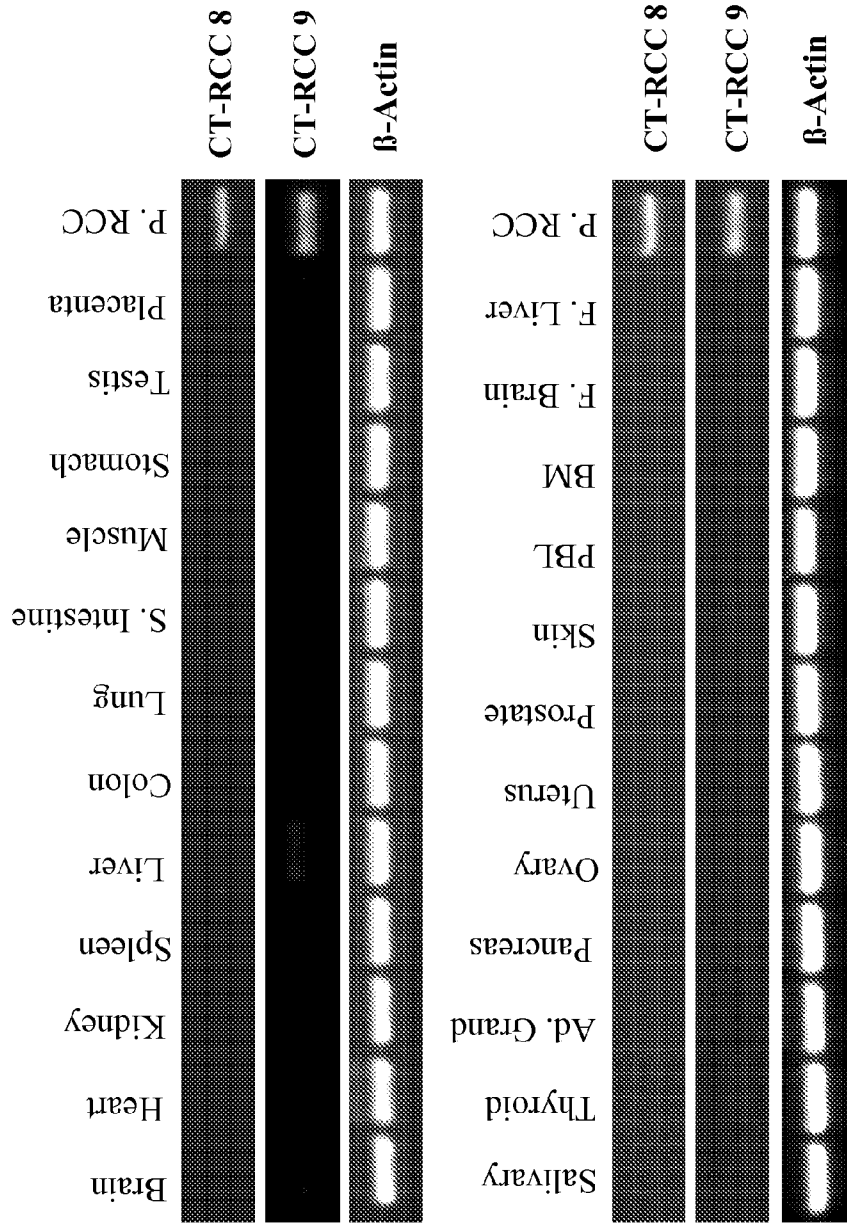 P. RCC
Placenta
Testis
Stomach
Muscle
S. Intestine
Lung
Colon
Liver
Spleen
Kidney
Heart
Brain
CT-RCC 8
CT-RCC 9
ß-Actin
P. RCC
F. Liver
F. Brain
BM
PBL
Skin
Prostate
Uterus
Ovary
Pancreas
Ad. Grand
Thyroid
Salivary
CT-RCC 8
CT-RCC 9
ß-Actin